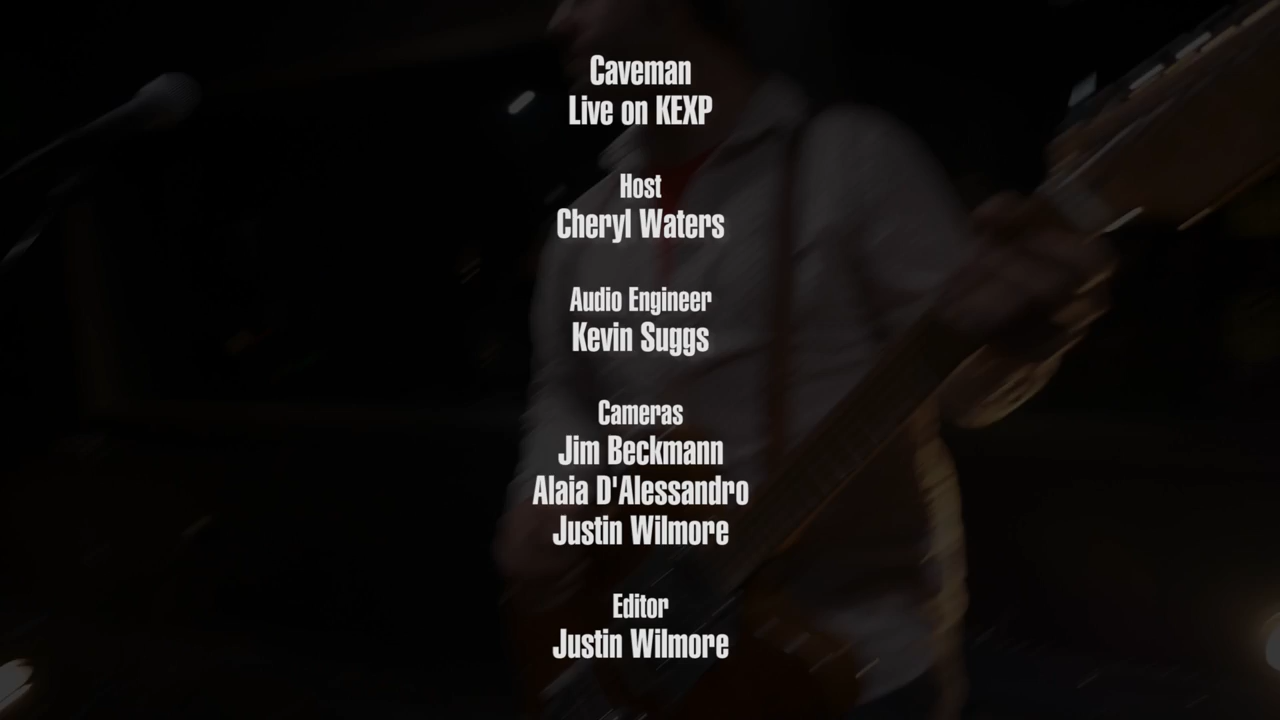 Caveman
Live on KEXP
Host
Cheryl Waters
Audio Engineer
Kevin Suggs
Cameras
Jim Beckmann
Alaia D'Alessandro
Justin Wilmore
Editor
Justin Wilmore